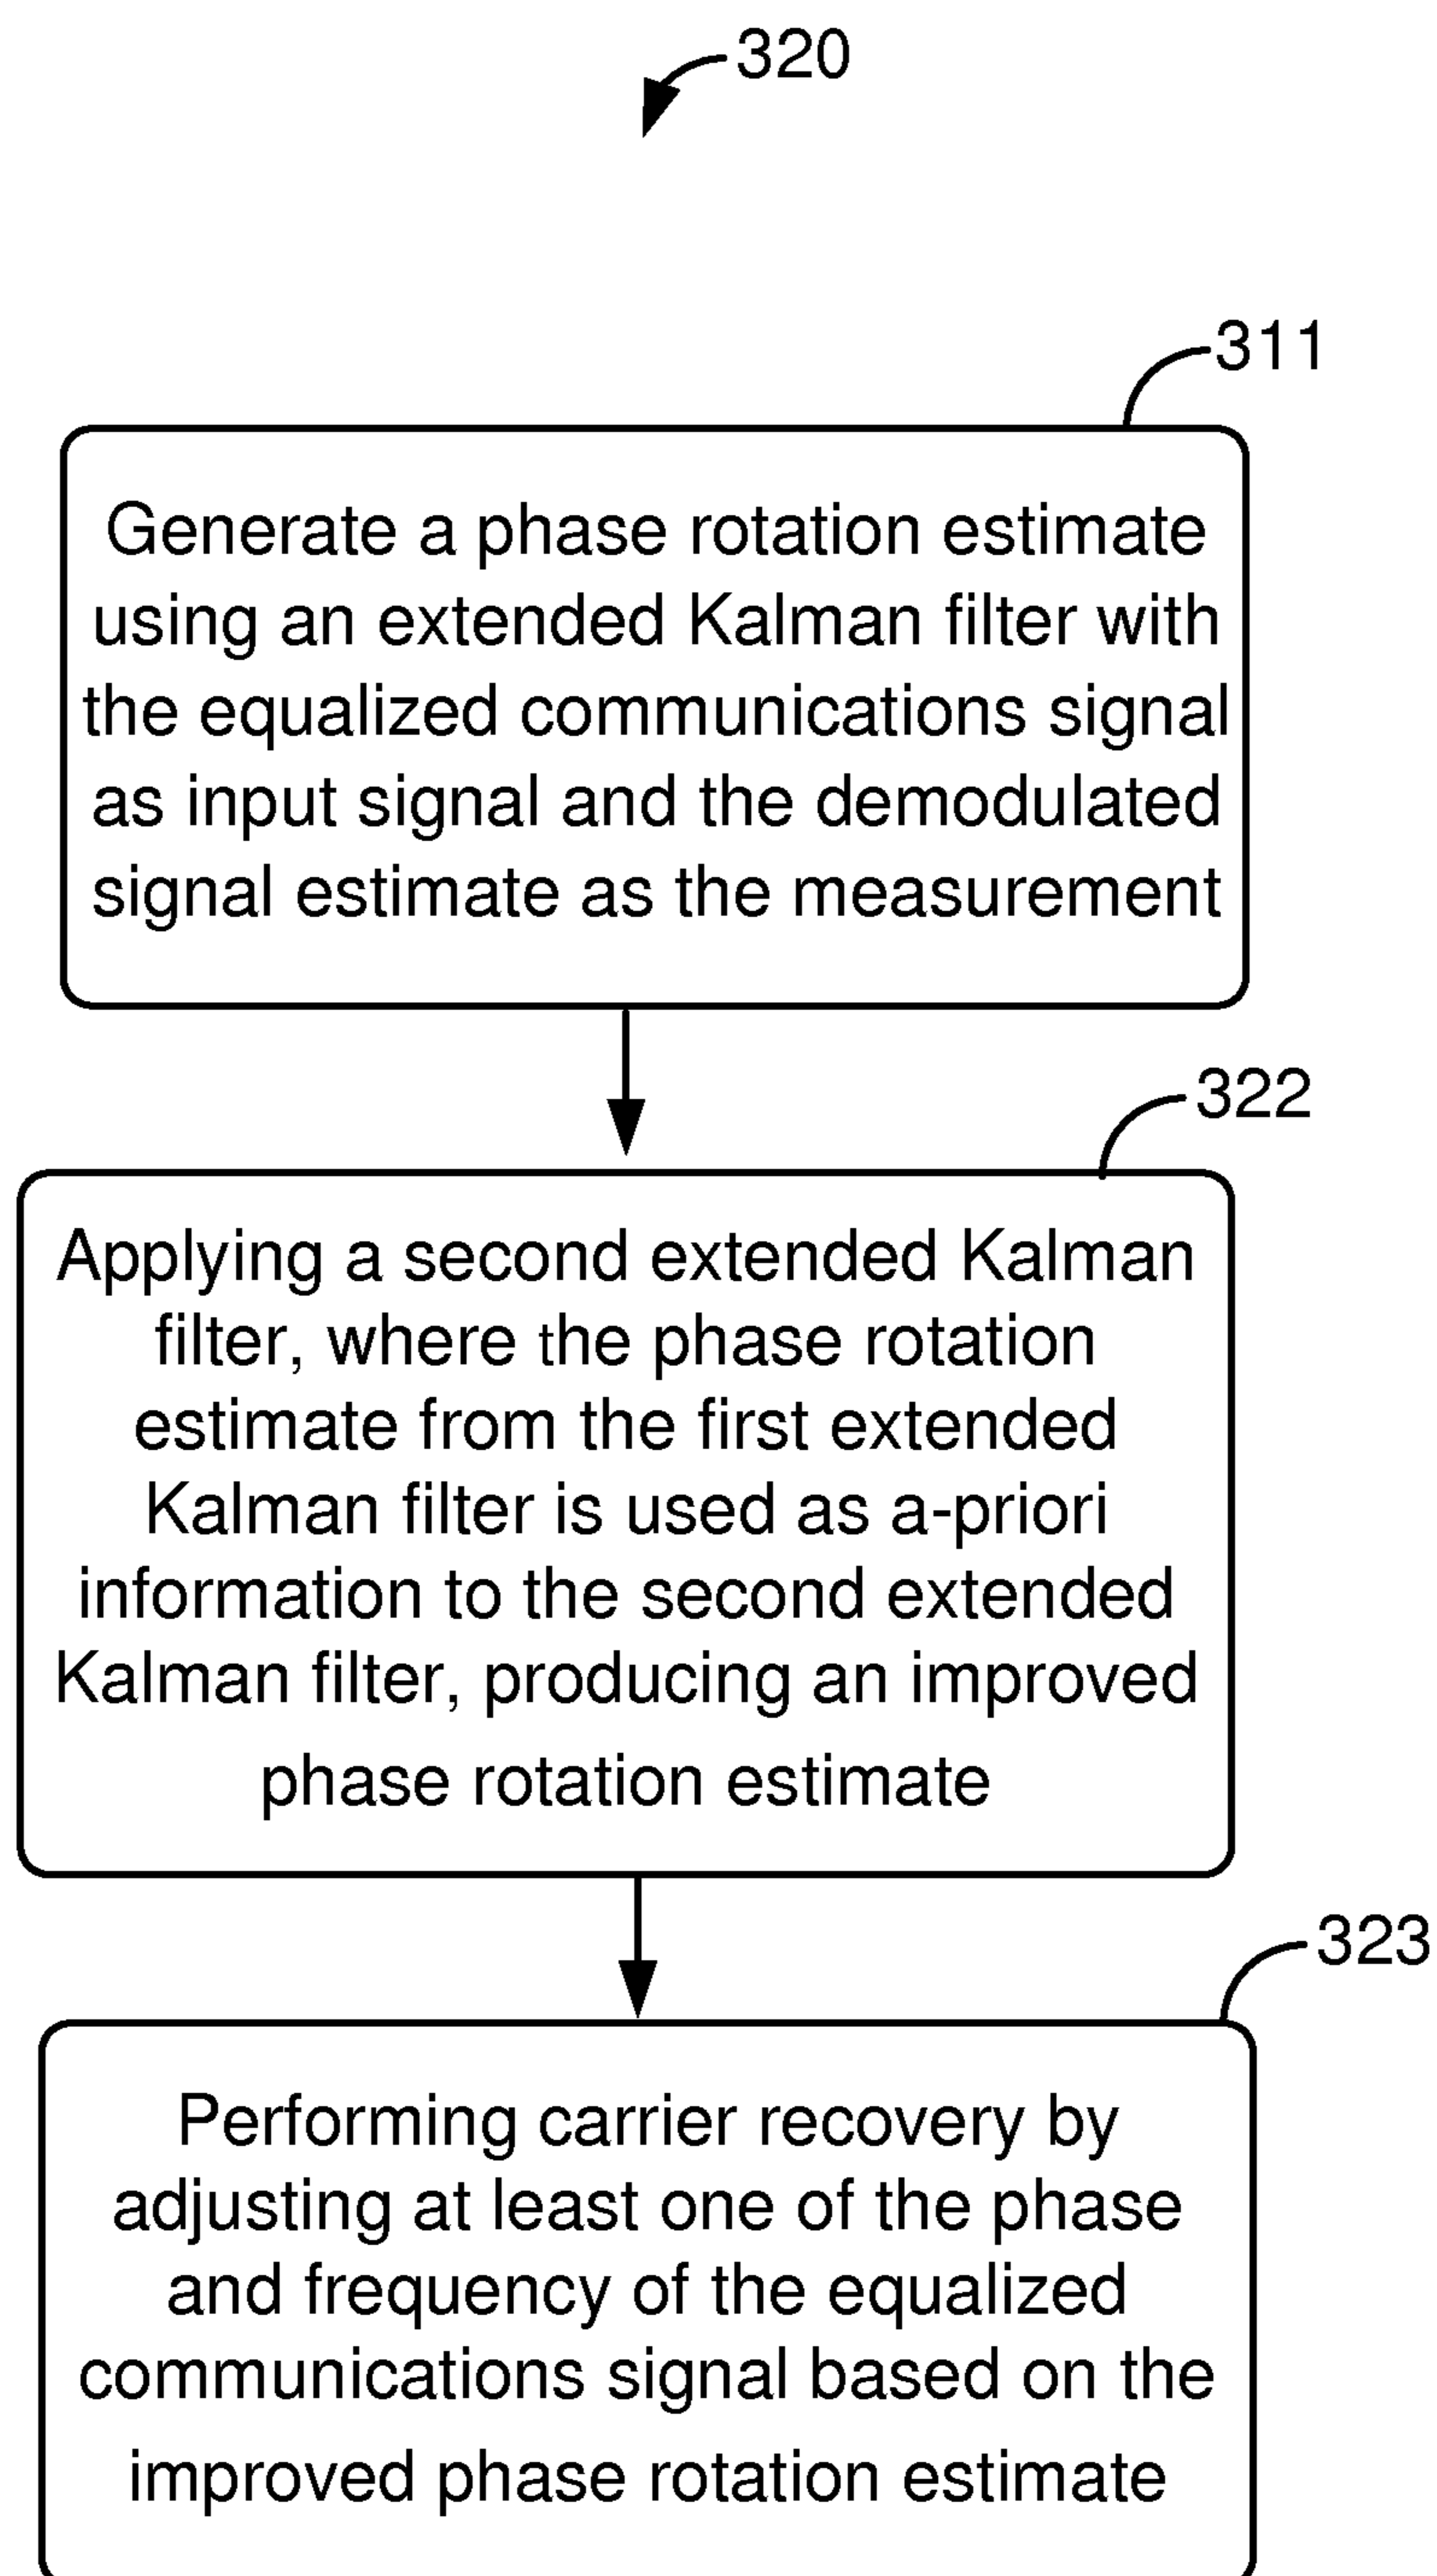 320
311
Generate a phase rotation estimate
using an extended Kalman filter with
the equalized communications signal
as input signal and the demodulated
signal estimate as the measurement
322
Applying a second extended Kalman
filter, where the phase rotation
estimate from the first extended
Kalman filter is used as a-priori
information to the second extended
Kalman filter, producing an improved
phase rotation estimate
323
Performing carrier recovery by
adjusting at least one of the phase
and frequency of the equalized
communications signal based on the
improved phase rotation estimate